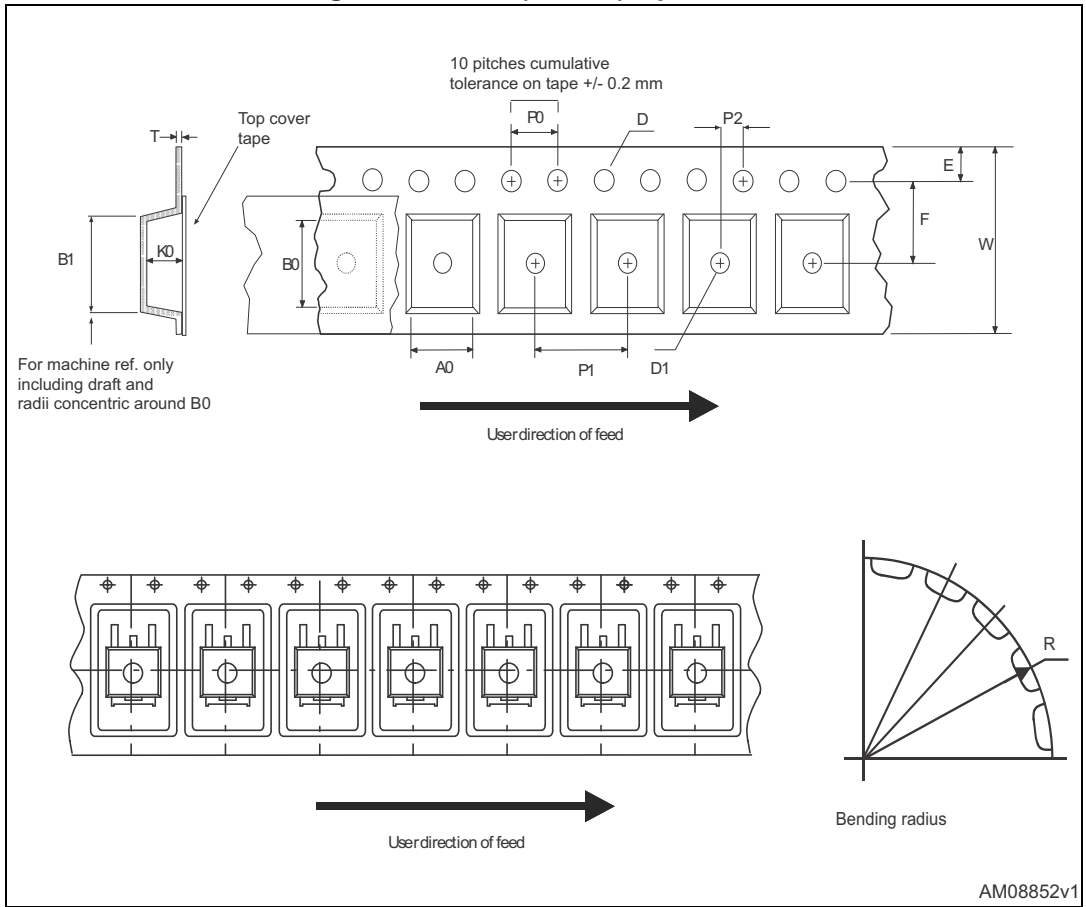 10 pitches cumulative
tolerance on tape +/- 0.2 mm
P0
D
P2
T
Top cover
tape
E
F
W
B1
K0
B0
For machine ref. only
including draft and
radii concentric around B0
A0
P1
D1
User direction of feed
R
User direction of feed
Bending radius
AM08852v1